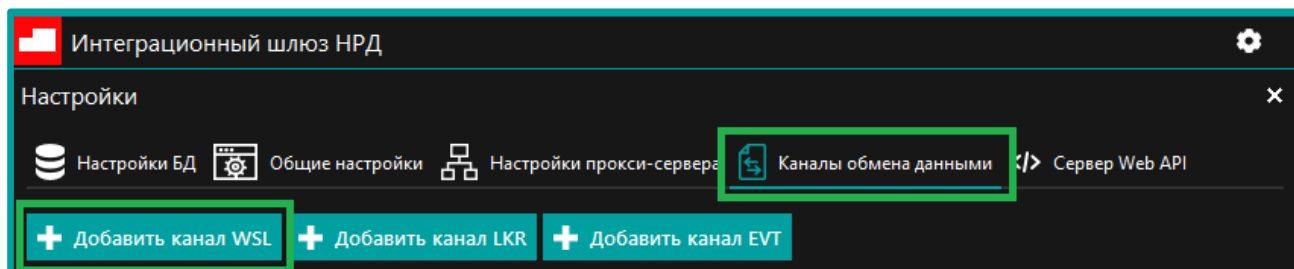 Интеграционный шлюз НРД
Настройки
Настройки БД Общие настройки Настройки прокси-сервера Каналы обмена данными Сервер Web API
Добавить канал WSL Добавить канал LKR Добавить канал EVT